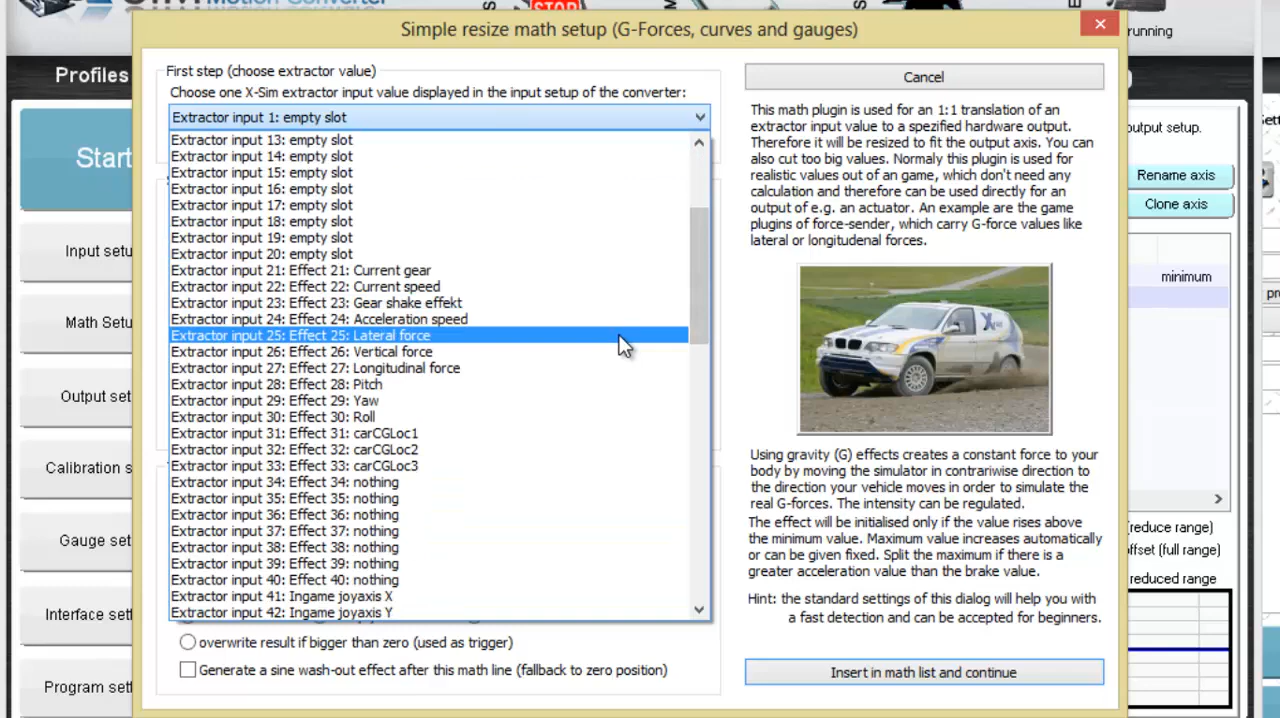 Motion Converter
STOP
running
Simple resize math setup (G-Forces, curves and gauges)
Profiles
Start
Input setu
Math Setu
Output set
Calibration s
Gauge set
Interface sett
Program sett
First step (choose extractor value)
Choose one X-Sim extractor input value displayed in the input setup of the converter:
Extractor input 1: empty slot
Extractor input 13: empty slot
Extractor input 14: empty slot
Extractor input 15: empty slot
Extractor input 16: empty slot
Extractor input 17: empty slot
Extractor input 18: empty slot
Extractor input 19: empty slot
Extractor input 20: empty slot
Extractor input 21: Effect 21: Current gear
Extractor input 22: Effect 22: Current speed
Extractor input 23: Effect 23: Gear shake effekt
Extractor input 24: Effect 24: Acceleration speed
Extractor input 25: Effect 25: Lateral force
Extractor input 26: Effect 26: Vertical force
Extractor input 27: Effect 27: Longitudinal force
Extractor input 28: Effect 28: Pitch
Extractor input 29: Effect 29: Yaw
Extractor input 30: Effect 30: Roll
Extractor input 31: Effect 31: carCGLoc1
Extractor input 32: Effect 32: carCGLoc2
Extractor input 33: Effect 33: carCGLoc3
Extractor input 34: Effect 34: nothing
Extractor input 35: Effect 35: nothing
Extractor input 36: Effect 36: nothing
Extractor input 37: Effect 37: nothing
Extractor input 38: Effect 38: nothing
Extractor input 39: Effect 39: nothing
Extractor input 40: Effect 40: nothing
Extractor input 41: Ingame joyaxis X
Extractor input 42: Ingame joyaxis Y
overwrite result if bigger than zero (used as trigger)
Generate a sine wash-out effect after this math line (fallback to zero position)
Cancel
This math plugin is used for an 1:1 translation of an
extractor input value to a spezified hardware output.
Therefore it will be resized to fit the output axis. You can
also cut too big values. Normaly this plugin is used for
realistic values out of an game, which don't need any
calculation and therefore can be used directly for an
output of e.g. an actuator. An example are the game
plugins of force-sender, which carry G-force values like
lateral or longitudenal forces.
Using gravity (G) effects creates a constant force to your
body by moving the simulator in contrariwise direction to
the direction your vehicle moves in order to simulate the
real G-forces. The intensity can be regulated.
The effect will be initialised only if the value rises above
the minimum value. Maximum value increases automatically
or can be given fixed. Split the maximum if there is a
greater acceleration value than the brake value.
Hint: the standard settings of this dialog will help you with
a fast detection and can be accepted for beginners.
Insert in math list and continue
output setup.
Rename axis
Clone axis
minimum
(reduce range)
offset (full range)
reduced range